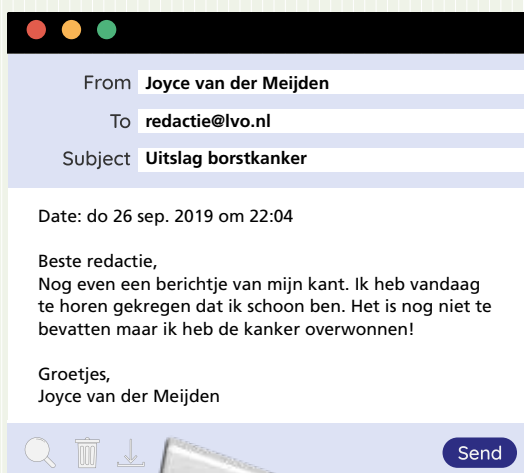 From Joyce van der Meijden
To redactie@lvo.nl
Subject Uitslag borstkanker
Date: do 26 sep. 2019 om 22:04
Beste redactie,
Nog even een berichtje van mijn kant. Ik heb vandaag
te horen gekregen dat ik schoon ben. Het is nog niet te
bevatten maar ik heb de kanker overwonnen!
Groetjes,
Joyce van der Meijden
Send